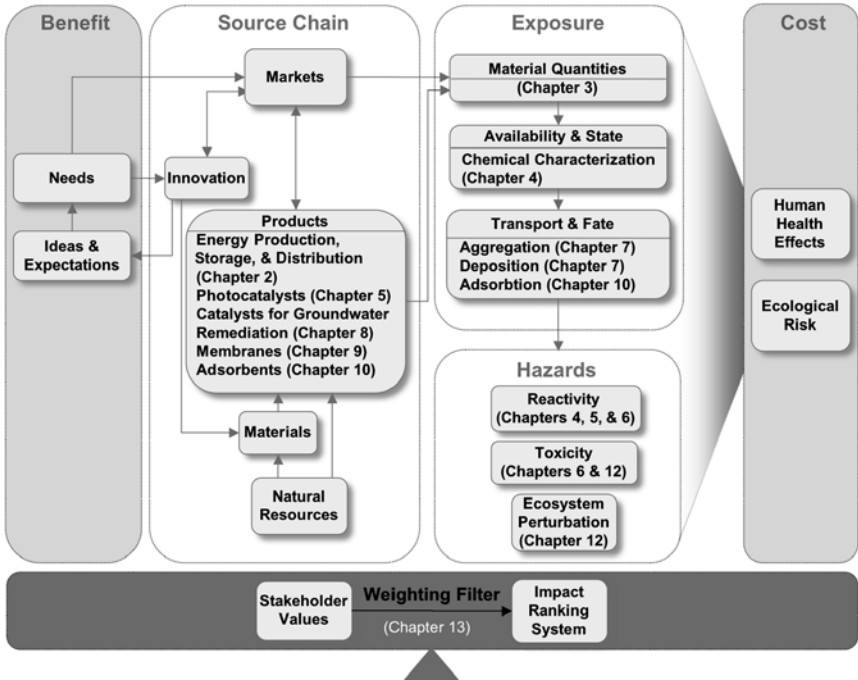 Benefit
Needs
Ideas &
Expectations
Source Chain
Markets
Innovation
Products
Energy Production,
Storage, & Distribution
(Chapter 2)
Photocatalysts (Chapter 5)
Catalysts for Groundwater
Remediation (Chapter 8)
Membranes (Chapter 9)
Adsorbents (Chapter 10)
Materials
Natural
Resources
Exposure
Material Quantities
(Chapter 3)
Availability & State
Chemical Characterization
(Chapter 4)
Transport & Fate
Aggregation (Chapter 7)
Deposition (Chapter 7)
Adsorbtion (Chapter 10)
Hazards
Reactivity
(Chapters 4, 5, & 6)
Toxicity
(Chapters 6 & 12)
Ecosystem
Perturbation
(Chapter 12)
Cost
Human
Health
Effects
Ecological
Risk
Stakeholder
Values
Weighting Filter
(Chapter 13)
Impact
Ranking
System